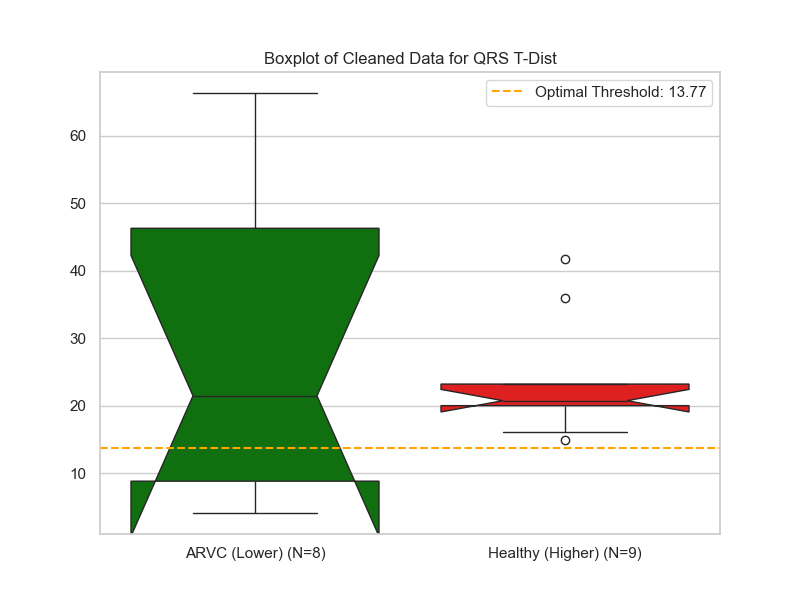 Boxplot of Cleaned Data for QRS T-Dist
Optimal Threshold: 13.77
60
50
40
30
20
10
ARVC (Lower) (N=8)
Healthy (Higher) (N=9)